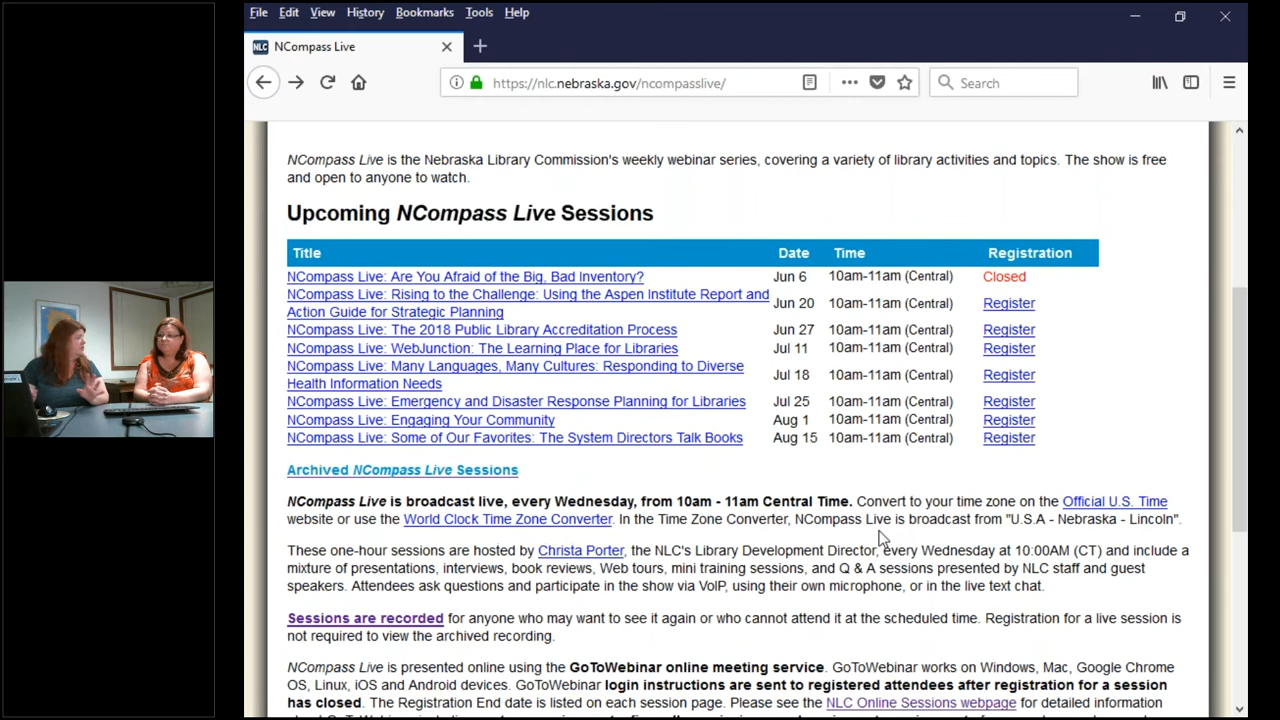 File Edit View History Bookmarks Tools Help
NLC NCompass Live
https://nlc.nebraska.gov/ncompasslive/
Search
NCompass Live is the Nebraska Library Commission's weekly webinar series, covering a variety of library activities and topics. The show is free
and open to anyone to watch.
Upcoming NCompass Live Sessions
Title Date Time Registration
NCompass Live: Are You Afraid of the Big, Bad Inventory? Jun 6 10am-11am (Central) Closed
NCompass Live: Rising to the Challenge: Using the Aspen Institute Report and
Action Guide for Strategic Planning Jun 20 10am-11am (Central) Register
NCompass Live: The 2018 Public Library Accreditation Process Jun 27 10am-11am (Central) Register
NCompass Live: WebJunction: The Learning Place for Libraries Jul 11 10am-11am (Central) Register
NCompass Live: Many Languages, Many Cultures: Responding to Diverse
Health Information Needs Jul 18 10am-11am (Central) Register
NCompass Live: Emergency and Disaster Response Planning for Libraries Jul 25 10am-11am (Central) Register
NCompass Live: Engaging Your Community Aug 1 10am-11am (Central) Register
NCompass Live: Some of Our Favorites: The System Directors Talk Books Aug 15 10am-11am (Central) Register
Archived NCompass Live Sessions
NCompass Live is broadcast live, every Wednesday, from 10am - 11am Central Time. Convert to your time zone on the Official U.S. Time
website or use the World Clock Time Zone Converter. In the Time Zone Converter, NCompass Live is broadcast from "U.S.A - Nebraska - Lincoln".
These one-hour sessions are hosted by Christa Porter, the NLC's Library Development Director, every Wednesday at 10:00AM (CT) and include a
mixture of presentations, interviews, book reviews, Web tours, mini training sessions, and Q & A sessions presented by NLC staff and guest
speakers. Attendees ask questions and participate in the show via VoIP, using their own microphone, or in the live text chat.
Sessions are recorded for anyone who may want to see it again or who cannot attend it at the scheduled time. Registration for a live session is
not required to view the archived recording.
NCompass Live is presented online using the GoToWebinar online meeting service. GoToWebinar works on Windows, Mac, Google Chrome
OS, Linux, iOS and Android devices. GoToWebinar login instructions are sent to registered attendees after registration for a session
has closed. The Registration End date is listed on each session page. Please see the NLC Online Sessions webpage for detailed information